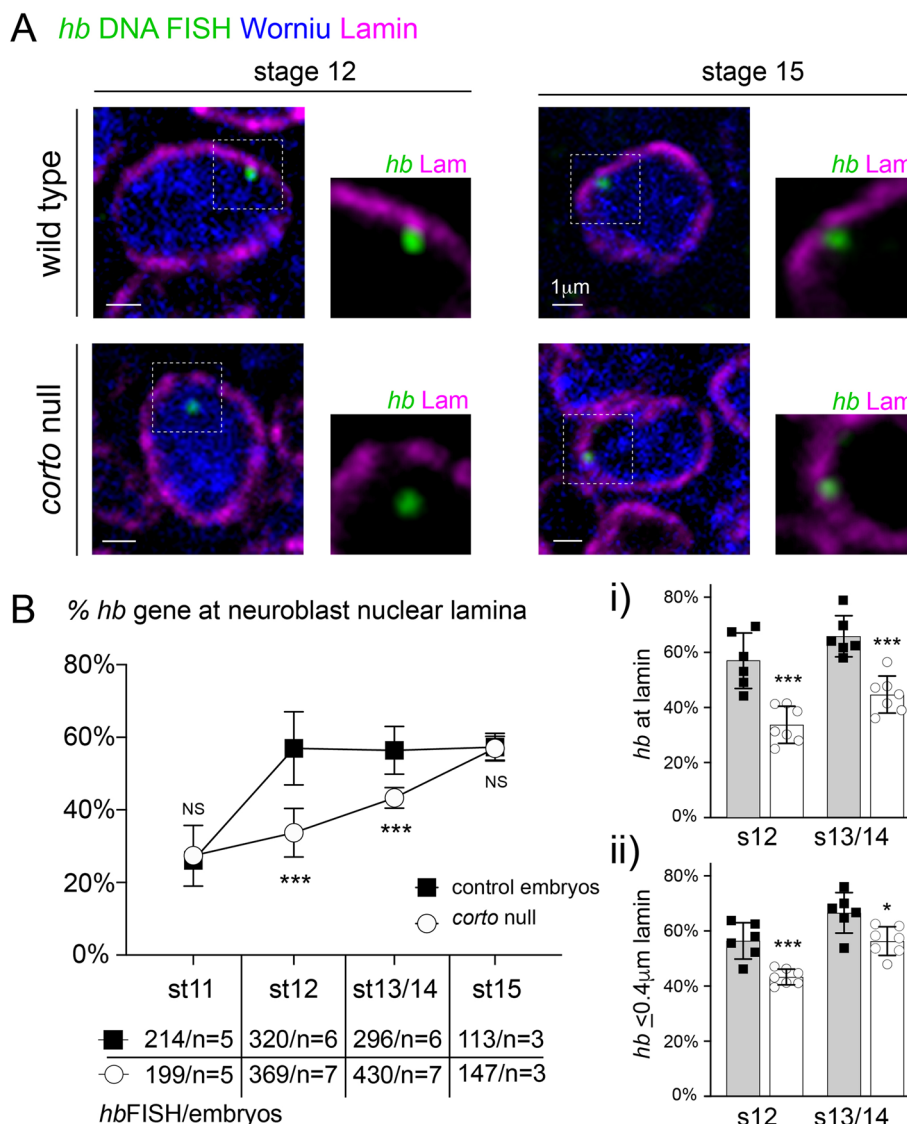 A hb DNA FISH Worniu Lamin
stage 12 stage 15
wild type
hb Lam
hb Lam
1μm
corto null
hb Lam
hb Lam
B % hb gene at neuroblast nuclear lamina
80%
60%
40%
20%
0%
NS
***
***
NS
control embryos
corto null
st11 st12 st13/14 st15
214/n=5 320/n=6 296/n=6 113/n=3
199/n=5 369/n=7 430/n=7 147/n=3
hbFISH/embryos
i)
hb at lamin
80%
60%
40%
20%
0%
***
***
s12 s13/14
ii)
hb ≤0.4μm lamin
80%
60%
40%
0%
***
*
s12 s13/14